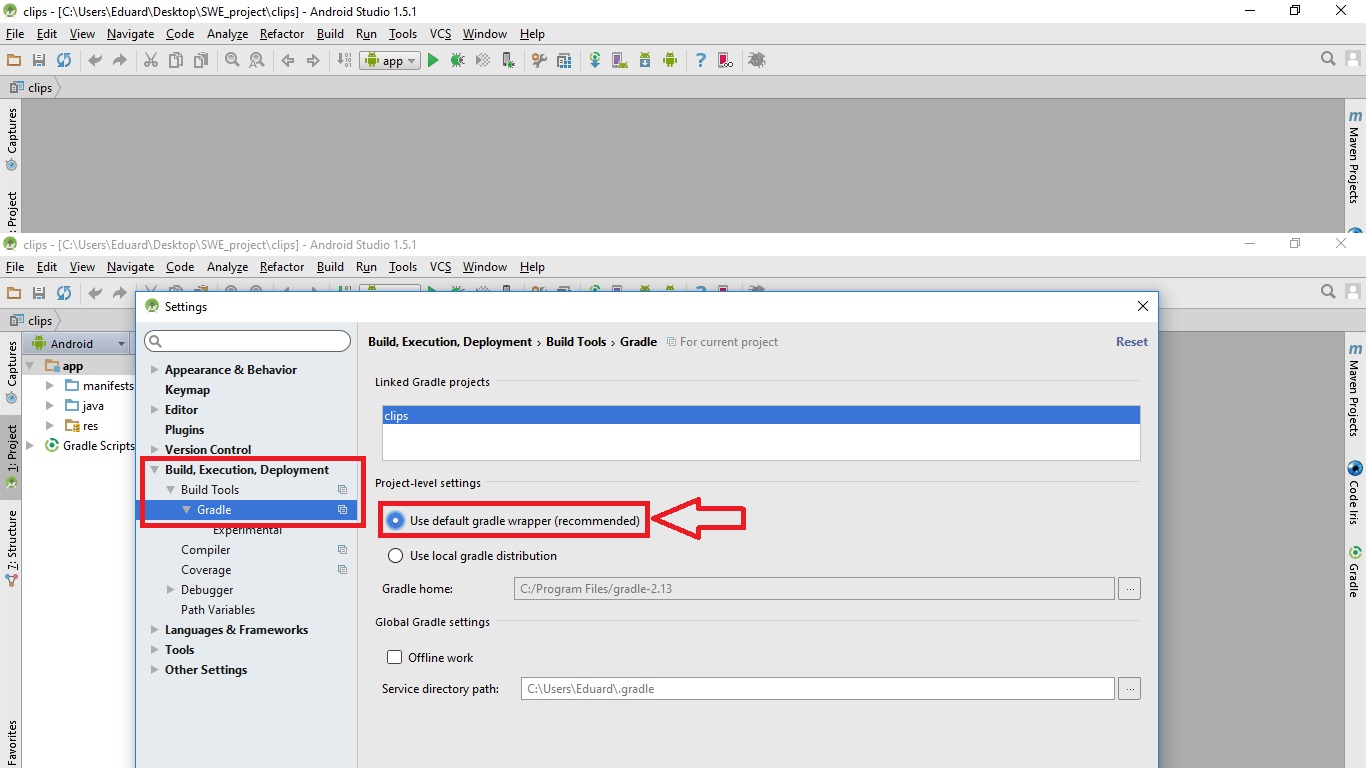 clips - [C:\Users\Eduard\Desktop\SWE_project\clips] - Android Studio 1.5.1
File Edit View Navigate Code Analyze Refactor Build Run Tools VCS Window Help
app
clips
Captures
Project
Maven Projects
clips - [C:\Users\Eduard\Desktop\SWE_project\clips] - Android Studio 1.5.1
File Edit View Navigate Code Analyze Refactor Build Run Tools VCS Window Help
clips
Captures
1: Project
7: Structure
Favorites
Android
app
manifests
java
res
Gradle Scripts
Settings
Appearance & Behavior
Keymap
Editor
Plugins
Version Control
Build, Execution, Deployment
Build Tools
Gradle
Experimental
Compiler
Coverage
Debugger
Path Variables
Languages & Frameworks
Tools
Other Settings
Build, Execution, Deployment › Build Tools › Gradle For current project Reset
Linked Gradle projects
clips
Project-level settings
Use default gradle wrapper (recommended)
Use local gradle distribution
Gradle home: C:/Program Files/gradle-2.13 ...
Global Gradle settings
Offline work
Service directory path: C:\Users\Eduard\.gradle ...
m
Maven Projects
Code Iris
Gradle